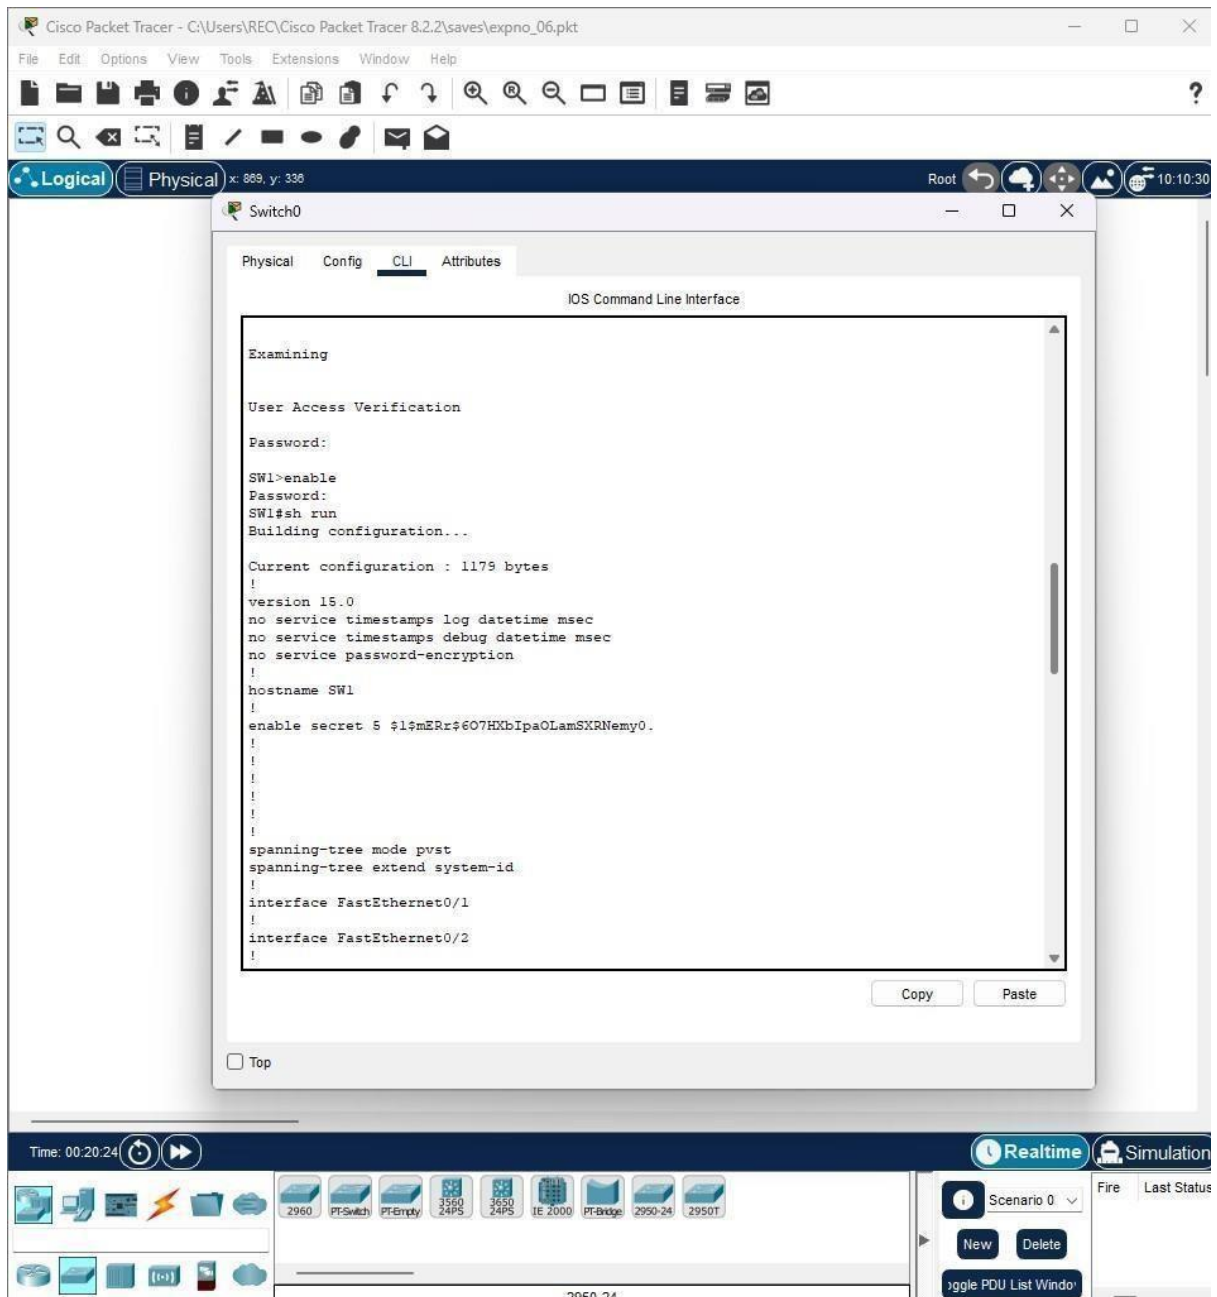 Cisco Packet Tracer - C:\Users\REC\Cisco Packet Tracer 8.2.2\saves\expno_06.pkt
File Edit Options View Tools Extensions Window Help
?
Logical Physical x: 869, y: 336 Root 10:10:30
Switch0
Physical Config CLI Attributes
IOS Command Line Interface
Examining
User Access Verification
Password:
SW1>enable
Password:
SW1#sh run
Building configuration...
Current configuration : 1179 bytes
!
version 15.0
no service timestamps log datetime msec
no service timestamps debug datetime msec
no service password-encryption
!
hostname SW1
!
enable secret 5 $1$mERr$6O7HXbIpaOLamSXRNemy0.
!
!
!
!
!
!
spanning-tree mode pvst
spanning-tree extend system-id
!
interface FastEthernet0/1
!
interface FastEthernet0/2
!
Copy Paste
Top
Time: 00:20:24 Realtime Simulation
2960 PT-Switch PT-Empty 3560 24PS 3650 24PS IE 2000 PT-Bridge 2950-24 2950T
Scenario 0 Fire Last Status
New Delete
oggle PDU List Windo
2950-24